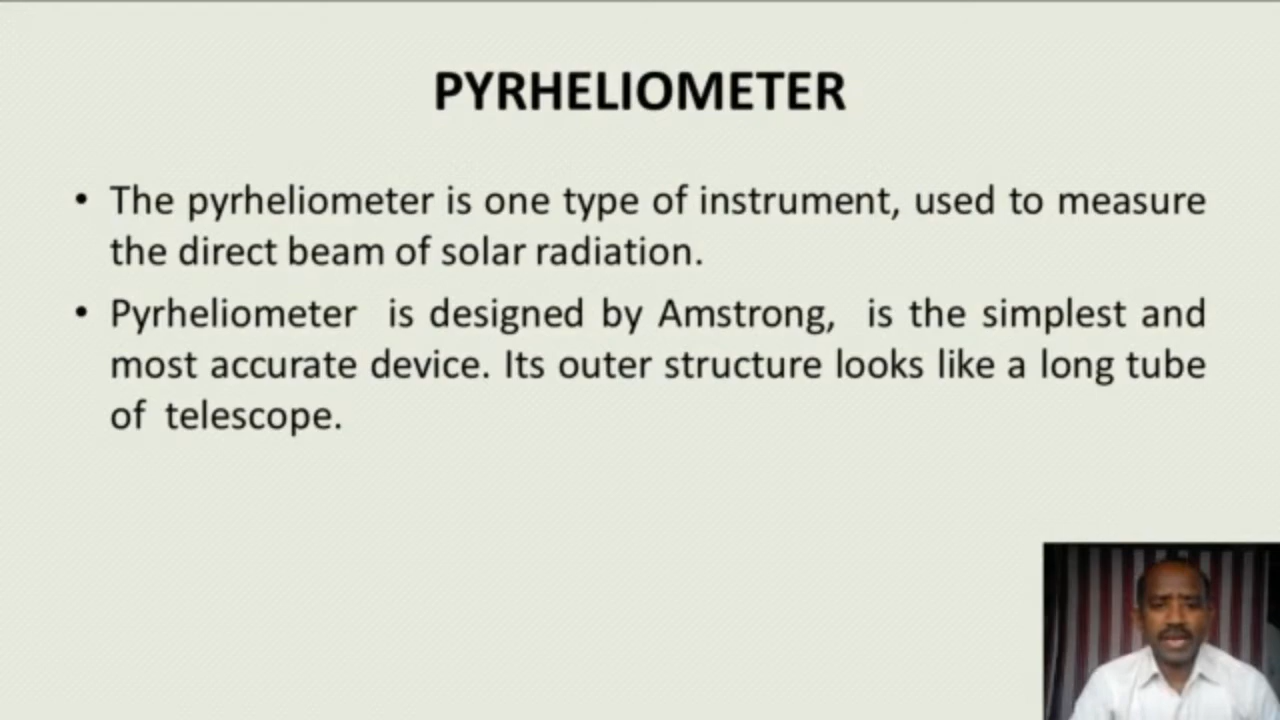 PYRHELIOMETER
• The pyrheliometer is one type of instrument, used to measure
the direct beam of solar radiation.
• Pyrheliometer is designed by Amstrong, is the simplest and
most accurate device. Its outer structure looks like a long tube
of telescope.